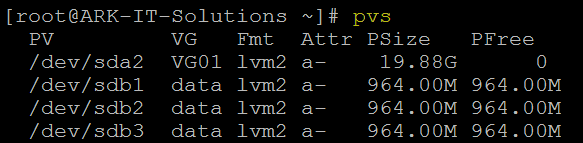 [root@ARK-IT-Solutions ~]# pvs
  PV         VG   Fmt  Attr PSize   PFree
  /dev/sda2  VG01 lvm2 a-    19.88G      0
  /dev/sdb1  data lvm2 a-   964.00M 964.00M
  /dev/sdb2  data lvm2 a-   964.00M 964.00M
  /dev/sdb3  data lvm2 a-   964.00M 964.00M